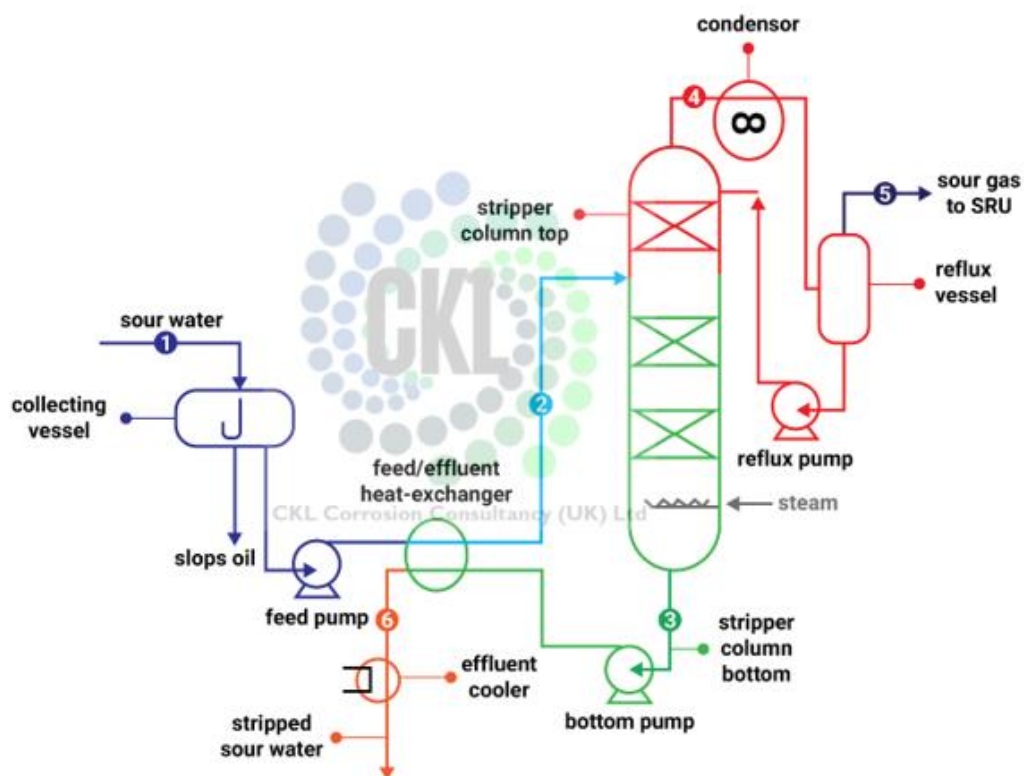 condensor
4
8
stripper
column top
5
sour gas
to SRU
CKL
reflux
vessel
sour water
1
2
collecting
vessel
feed/effluent
heat-exchanger
reflux pump
CKL Corrosion Consultancy (UK) Ltd
steam
slops oil
feed pump
6
3
stripper
column
bottom
effluent
cooler
stripped
sour water
bottom pump